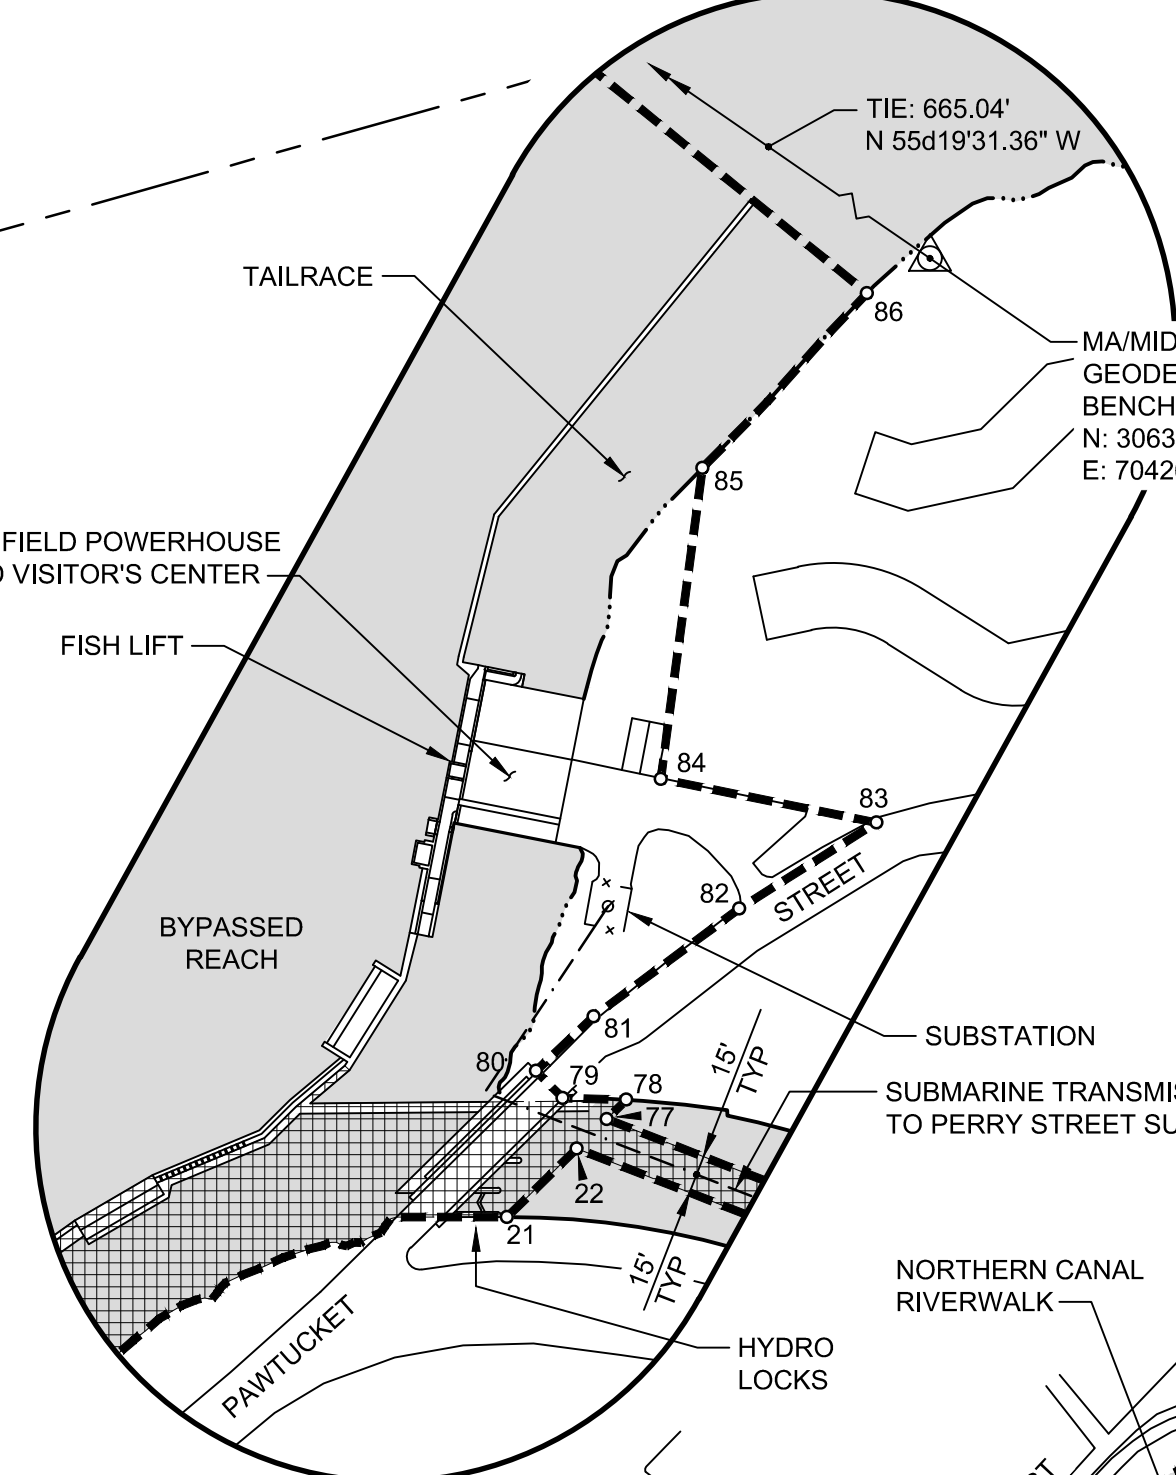 TIE: 665.04'
N 55d19'31.36" W
TAILRACE
86
MA/MID
GEODE
BENCH
N: 3063
E: 7042
85
FIELD POWERHOUSE
VISITOR'S CENTER
FISH LIFT
84
83
82
STREET
BYPASSED
REACH
81
SUBSTATION
80
79
78
77
15'
TYP
SUBMARINE TRANSMIS
TO PERRY STREET SU
22
21
15'
TYP
NORTHERN CANAL
RIVERWALK
PAWTUCKET
HYDRO
LOCKS